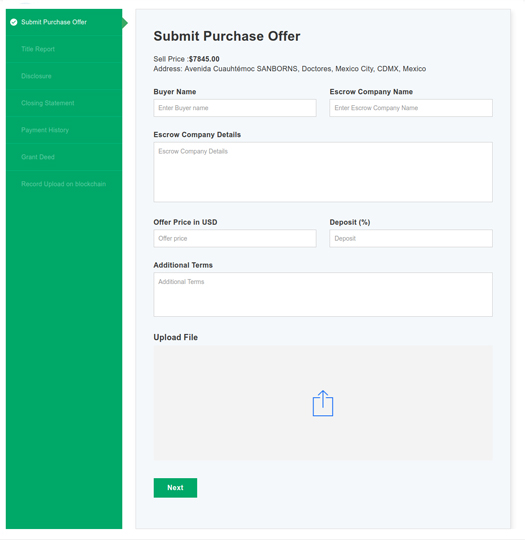 Submit Purchase Offer
Title Report
Disclosure
Closing Statement
Payment History
Grant Deed
Record Upload on blockchain
Submit Purchase Offer
Sell Price :$7845.00
Address: Avenida Cuauhtémoc SANBORNS, Doctores, Mexico City, CDMX, Mexico
Buyer Name
Escrow Company Name
Enter Buyer name
Enter Escrow Company Name
Escrow Company Details
Escrow Company Details
Offer Price in USD
Deposit (%)
Offer price
Deposit
Additional Terms
Additional Terms
Upload File
Next